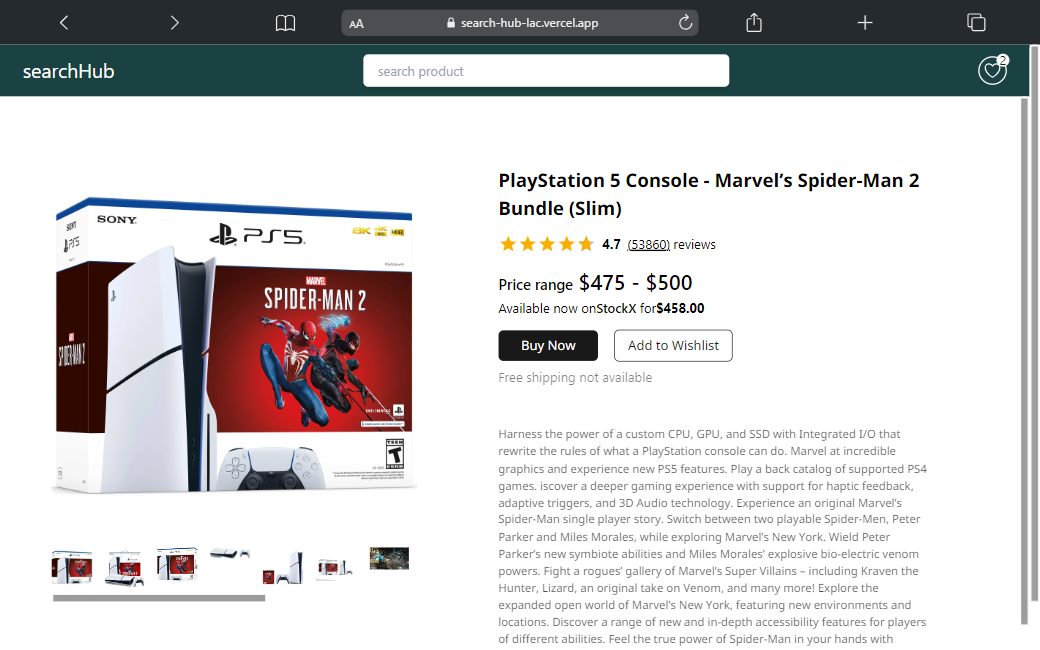 AA search-hub-lac.vercel.app
searchHub
search product
2
PlayStation 5 Console - Marvel’s Spider-Man 2
Bundle (Slim)
4.7 (53860) reviews
Price range $475 - $500
Available now onStockX for$458.00
Buy Now
Add to Wishlist
Free shipping not available
SONY
SONY
PS5
PS5
8K 4K HDR
PlayStation®5
MARVEL
SPIDER-MAN 2
MARVEL
SPIDER-MAN 2
TEEN
T
Harness the power of a custom CPU, GPU, and SSD with Integrated I/O that
rewrite the rules of what a PlayStation console can do. Marvel at incredible
graphics and experience new PS5 features. Play a back catalog of supported PS4
games. iscover a deeper gaming experience with support for haptic feedback,
adaptive triggers, and 3D Audio technology. Experience an original Marvel’s
Spider-Man single player story. Switch between two playable Spider-Men, Peter
Parker and Miles Morales, while exploring Marvel’s New York. Wield Peter
Parker’s new symbiote abilities and Miles Morales’ explosive bio-electric venom
powers. Fight a rogues’ gallery of Marvel’s Super Villains – including Kraven the
Hunter, Lizard, an original take on Venom, and many more! Explore the
expanded open world of Marvel’s New York, featuring new environments and
locations. Discover a range of new and in-depth accessibility features for players
of different abilities. Feel the true power of Spider-Man in your hands with